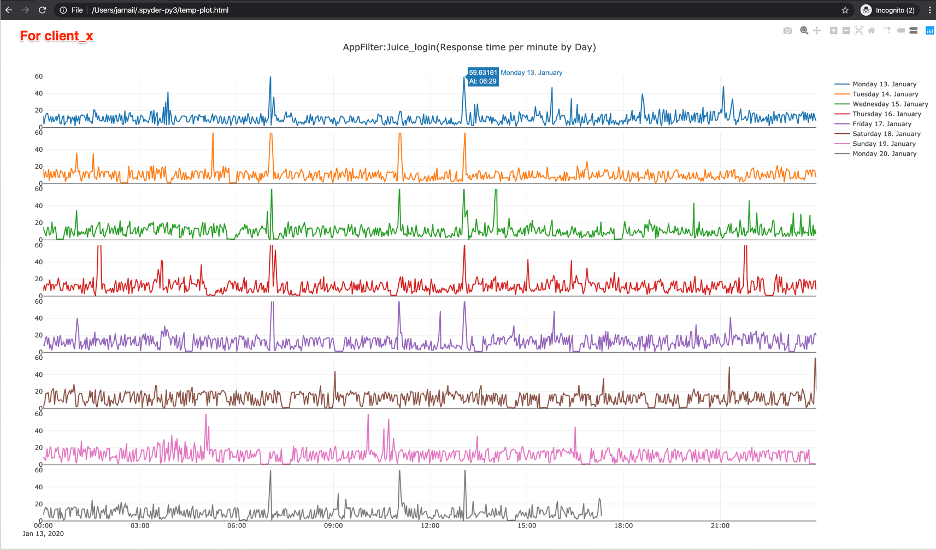 File | /Users/jarnail/.spyder-py3/temp-plot.html
Incognito (2)
For client_x
AppFilter:Juice_login(Response time per minute by Day)
59.63161 Monday 13. January
At: 06:29
Monday 13. January
Tuesday 14. January
Wednesday 15. January
Thursday 16. January
Friday 17. January
Saturday 18. January
Sunday 19. January
Monday 20. January
60
40
20
0
60
40
20
0
60
40
20
0
60
40
20
0
60
40
20
0
60
40
20
0
60
40
20
0
60
40
20
0
00:00 03:00 06:00 09:00 12:00 15:00 18:00 21:00
Jan 13, 2020